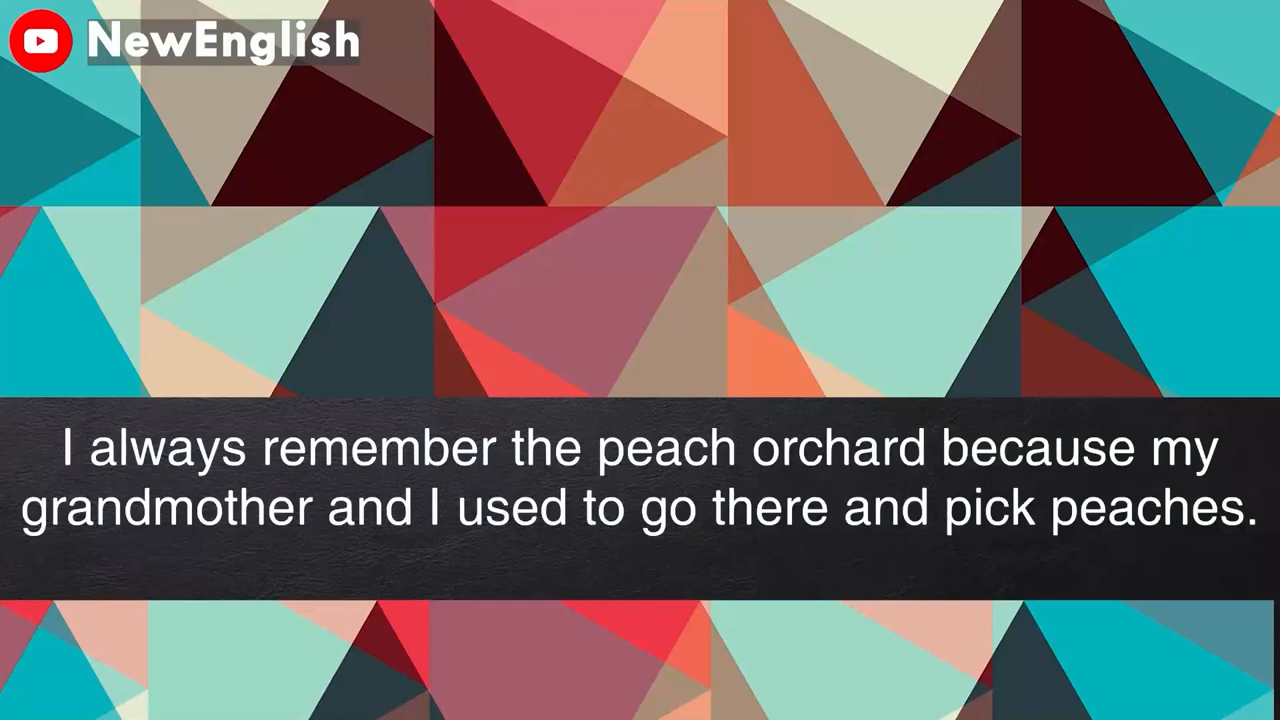 NewEnglish
I always remember the peach orchard because my
grandmother and I used to go there and pick peaches.